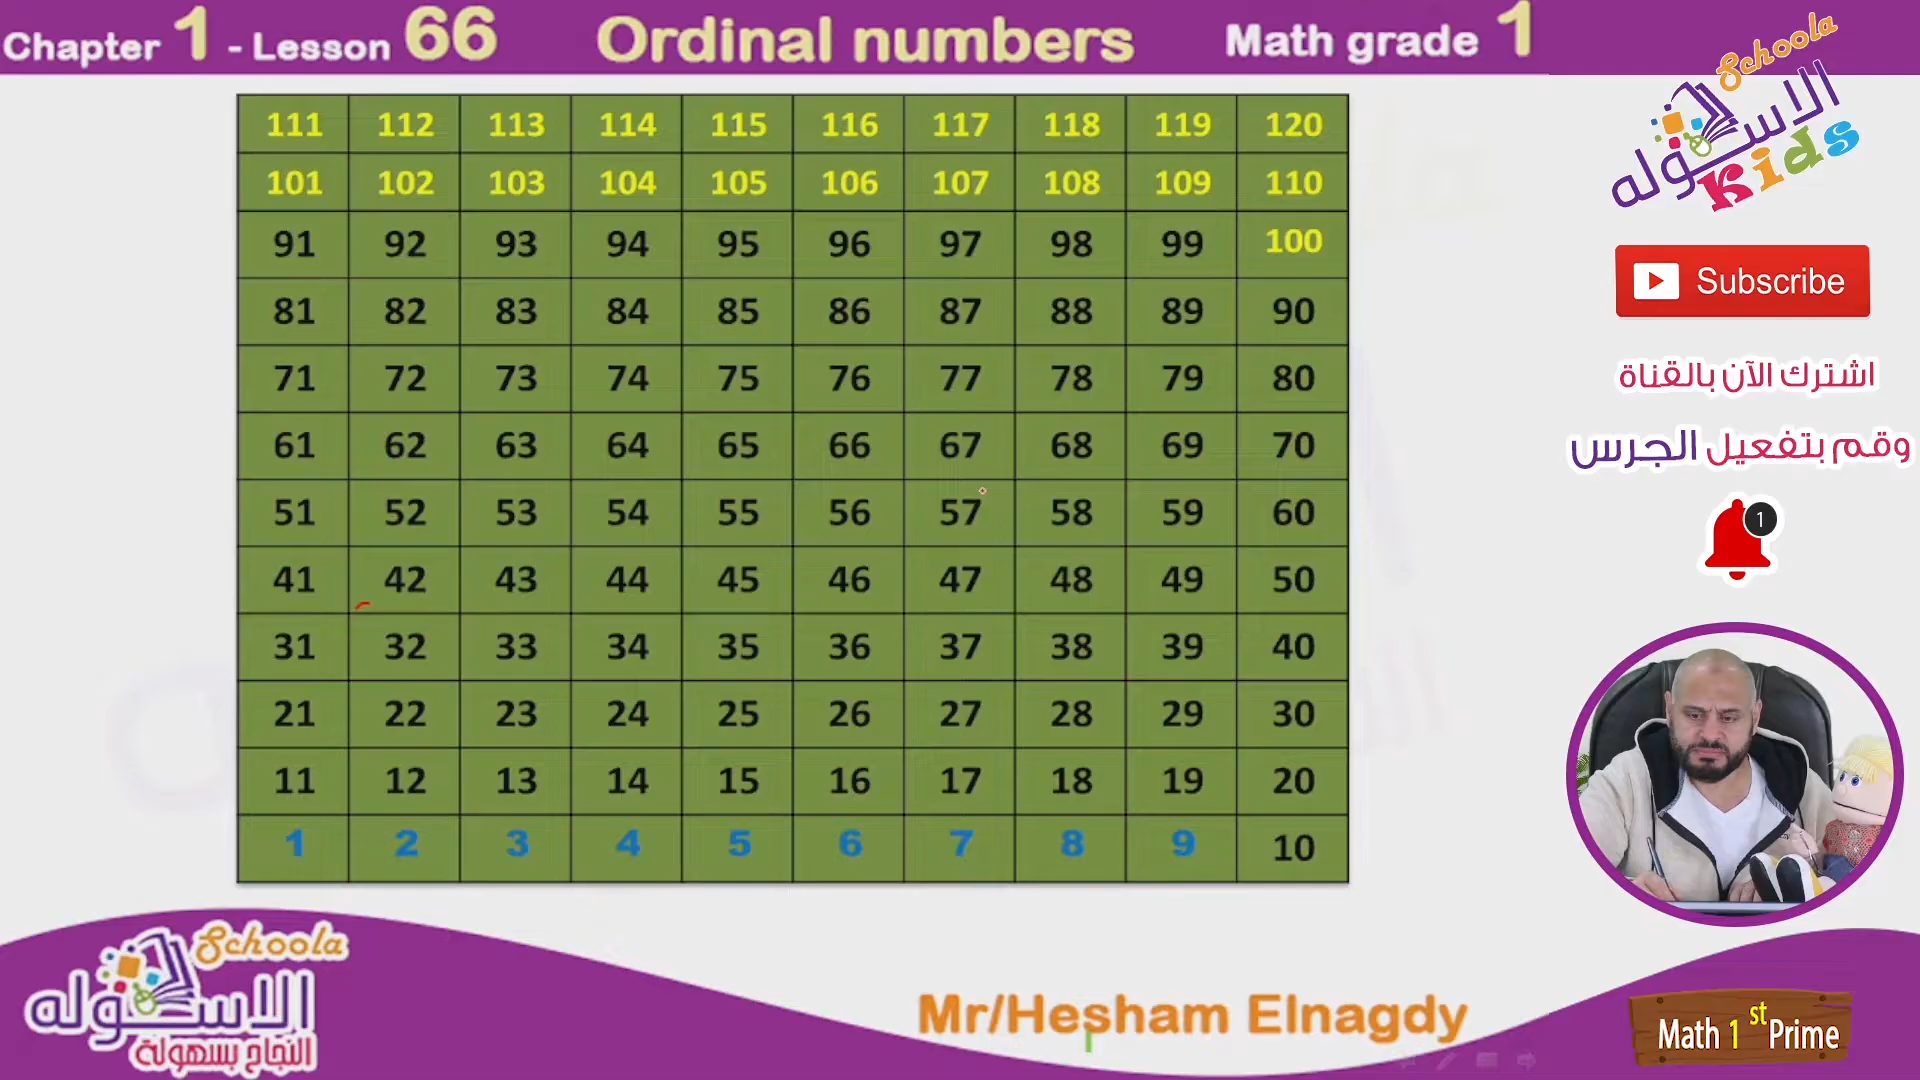 Chapter 1 - Lesson 66 Ordinal numbers Math grade 1
Schoola
الاسكوله
Kids
111 112 113 114 115 116 117 118 119 120
101 102 103 104 105 106 107 108 109 110
91 92 93 94 95 96 97 98 99 100
81 82 83 84 85 86 87 88 89 90
71 72 73 74 75 76 77 78 79 80
61 62 63 64 65 66 67 68 69 70
51 52 53 54 55 56 57 58 59 60
41 42 43 44 45 46 47 48 49 50
31 32 33 34 35 36 37 38 39 40
21 22 23 24 25 26 27 28 29 30
11 12 13 14 15 16 17 18 19 20
1 2 3 4 5 6 7 8 9 10
Subscribe
اشترك الآن بالقناة
وقم بتفعيل الجرس
1
Schoola
الاسكوله
النجاح بسهولة
Mr/Hesham Elnagdy
Math 1st Prime